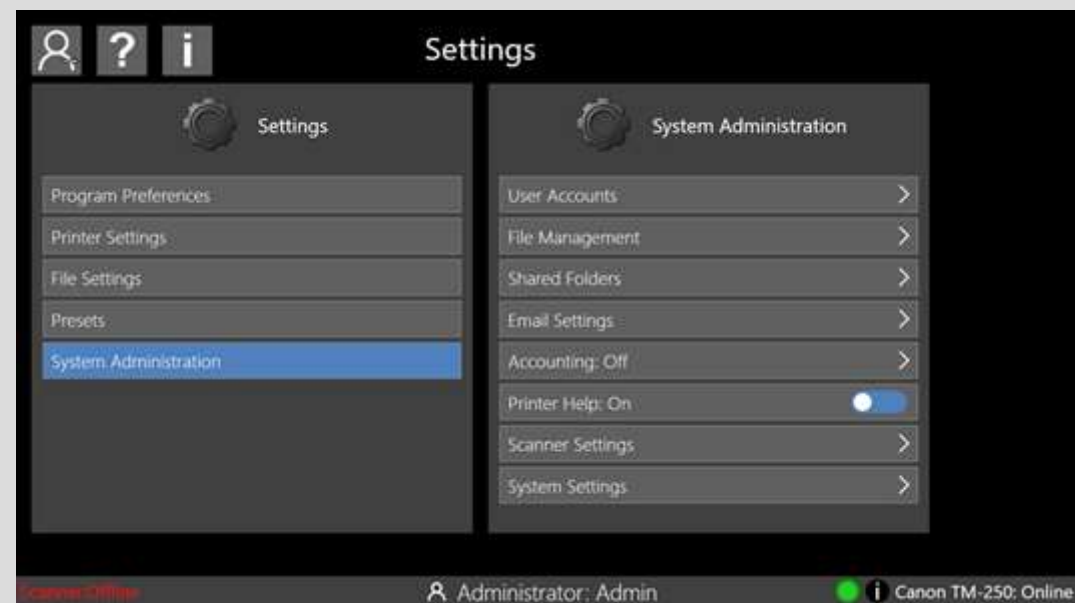 ? i Settings
Settings
Program Preferences
Printer Settings
File Settings
Presets
System Administration
System Administration
User Accounts
File Management
Shared Folders
Email Settings
Accounting: Off
Printer Help: On
Scanner Settings
System Settings
Scanner:Offline
Administrator: Admin
i Canon TM-250: Online